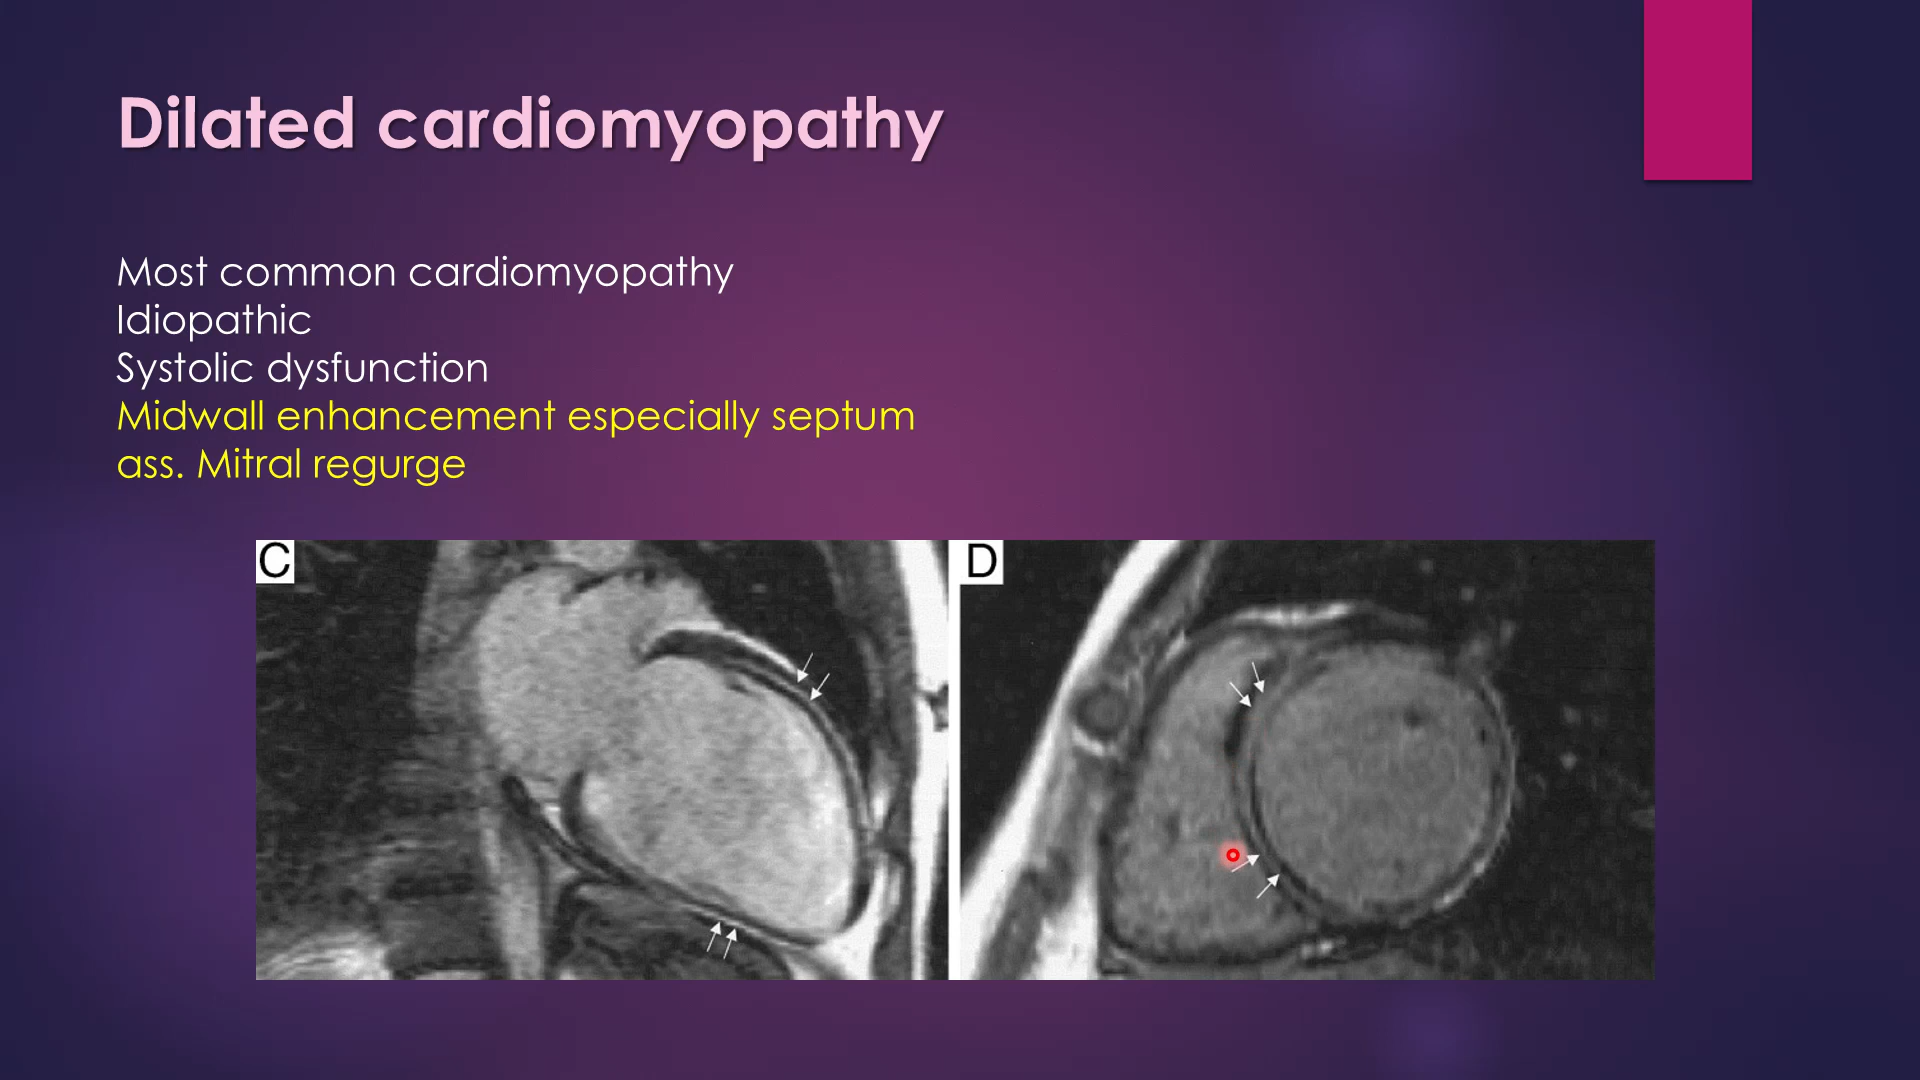 Dilated cardiomyopathy
Most common cardiomyopathy
Idiopathic
Systolic dysfunction
Midwall enhancement especially septum
ass. Mitral regurge
C
D